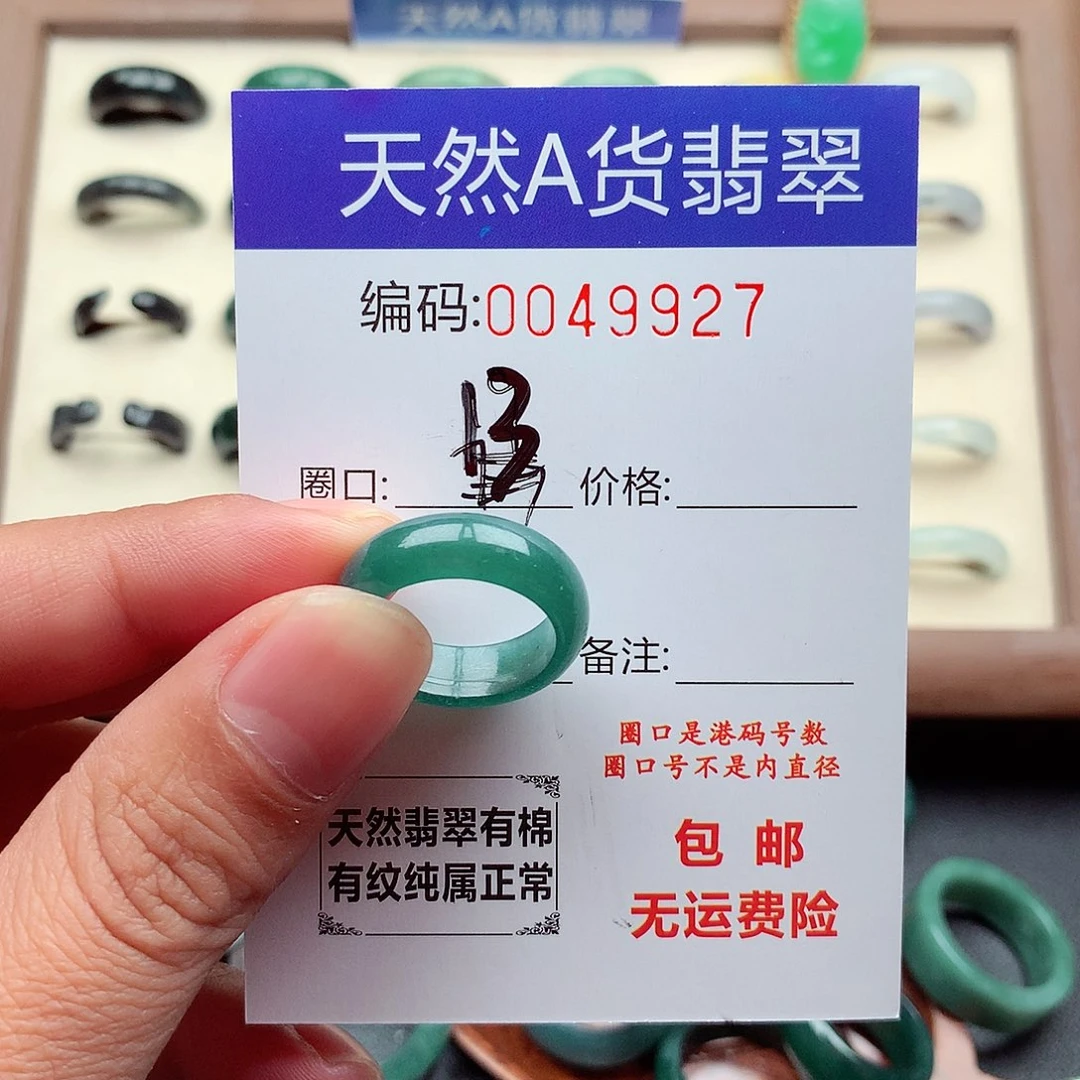 天然A货翡翠
天然A货翡翠
编码:0049927
13
圈口: 价格:
备注:
圈口是港码号数
圈口号不是内直径
天然翡翠有棉
有纹纯属正常
包 邮
无运费险